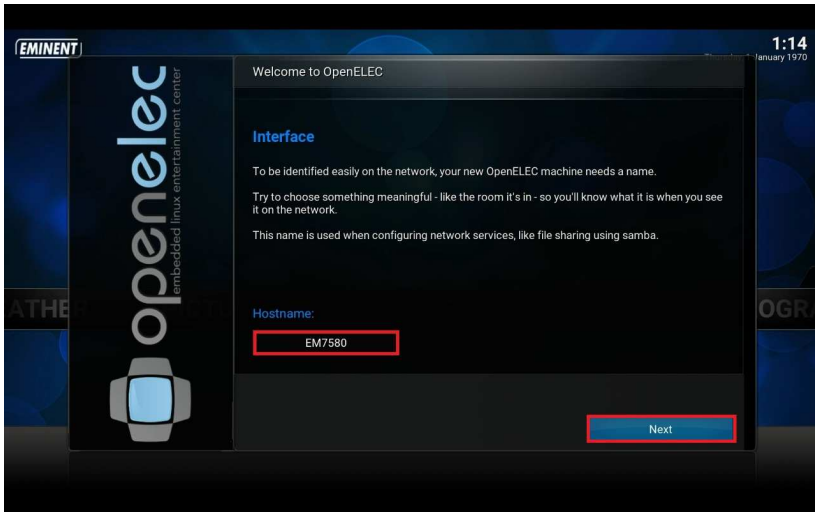 EMINENT
1:14
January 1970
openelec
embedded linux entertainment center
Welcome to OpenELEC
Interface
To be identified easily on the network, your new OpenELEC machine needs a name.
Try to choose something meaningful - like the room it's in - so you'll know what it is when you see
it on the network.
This name is used when configuring network services, like file sharing using samba.
ATHE
OGR
Hostname:
EM7580
Next